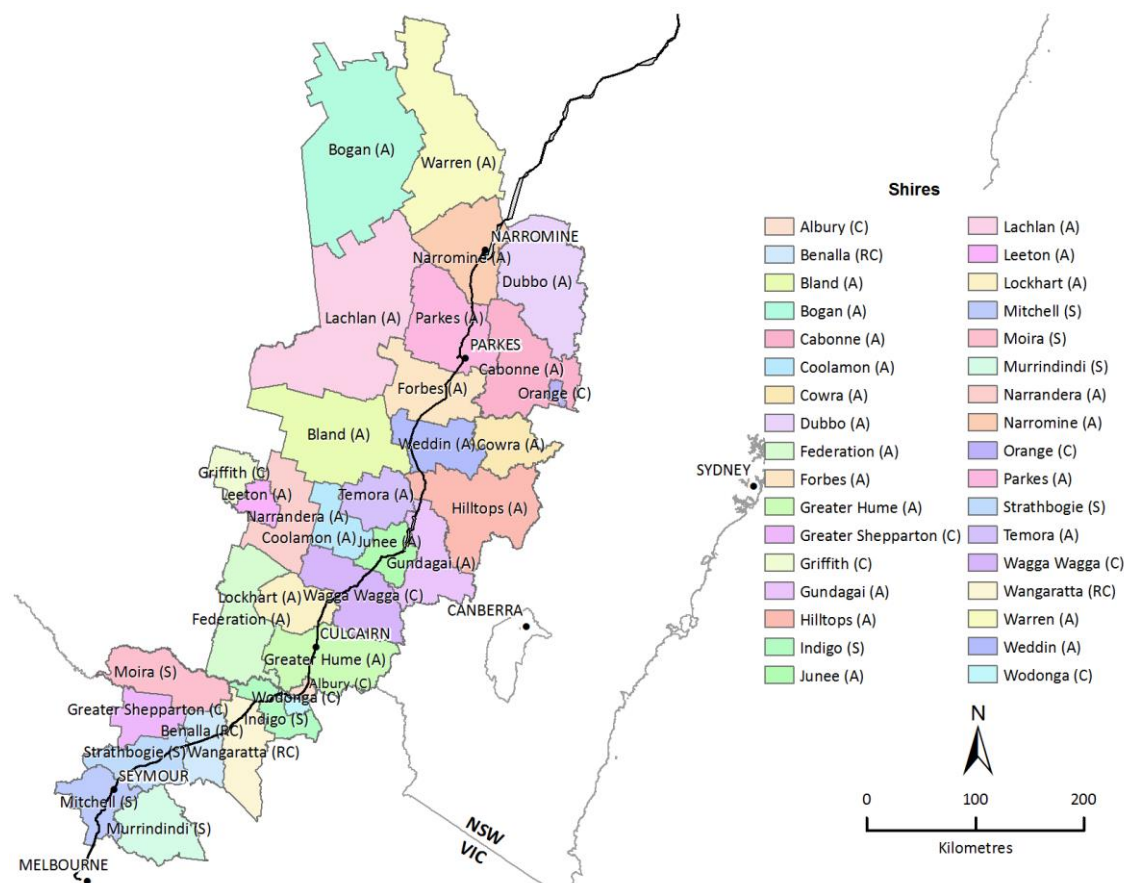 Bogan (A)
Warren (A)
NARROMINE
Narromine (A)
Dubbo (A)
Lachlan (A)
Parkes (A)
PARKES
Cabonne (A)
Forbes (A)
Orange (C)
Bland (A)
Weddin (A)
Cowra (A)
Griffith (C)
Leeton (A)
Temora (A)
Hilltops (A)
Narrandera (A)
Coolamon (A)
Junee (A)
Gundagai (A)
Lockhart (A)
Wagga Wagga (C)
Federation (A)
CULCAIRN
Greater Hume (A)
Moira (S)
Albury (C)
Wodonga (C)
Greater Shepparton (C)
Indigo (S)
Benalla (RC)
Strathbogie (S)
Wangaratta (RC)
SEYMOUR
Mitchell (S)
Murrindindi (S)
MELBOURNE
CANBERRA
SYDNEY
NSW
VIC
Shires
Albury (C)
Benalla (RC)
Bland (A)
Bogan (A)
Cabonne (A)
Coolamon (A)
Cowra (A)
Dubbo (A)
Federation (A)
Forbes (A)
Greater Hume (A)
Greater Shepparton (C)
Griffith (C)
Gundagai (A)
Hilltops (A)
Indigo (S)
Junee (A)
Lachlan (A)
Leeton (A)
Lockhart (A)
Mitchell (S)
Moira (S)
Murrindindi (S)
Narrandera (A)
Narromine (A)
Orange (C)
Parkes (A)
Strathbogie (S)
Temora (A)
Wagga Wagga (C)
Wangaratta (RC)
Warren (A)
Weddin (A)
Wodonga (C)
N
0 100 200
Kilometres